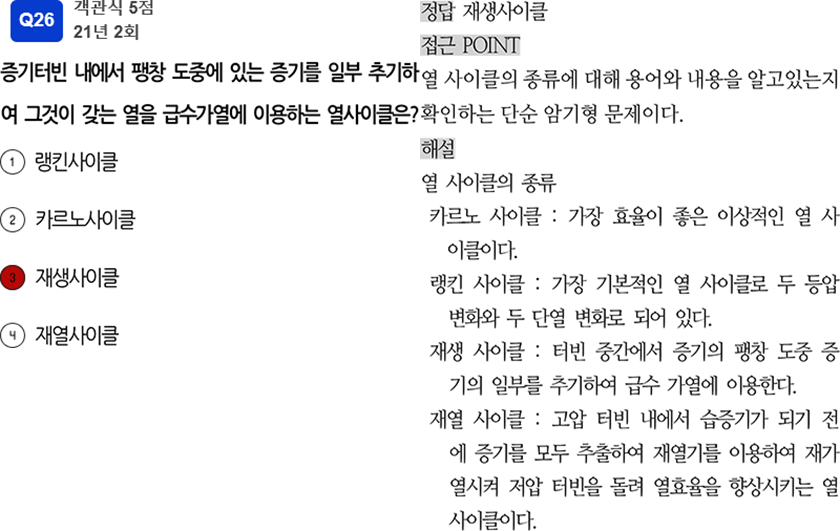 Q26
객관식 5점
21년 2회
증기터빈 내에서 팽창 도중에 있는 증기를 일부 추기하
여 그것이 갖는 열을 급수가열에 이용하는 열사이클은?
1 랭킨사이클
2 카르노사이클
3 재생사이클
4 재열사이클
정답 재생사이클
접근 POINT
열 사이클의 종류에 대해 용어와 내용을 알고있는지
확인하는 단순 암기형 문제이다.
해설
열 사이클의 종류
카르노 사이클 : 가장 효율이 좋은 이상적인 열 사
이클이다.
랭킨 사이클 : 가장 기본적인 열 사이클로 두 등압
변화와 두 단열 변화로 되어 있다.
재생 사이클 : 터빈 중간에서 증기의 팽창 도중 증
기의 일부를 추기하여 급수 가열에 이용한다.
재열 사이클 : 고압 터빈 내에서 습증기가 되기 전
에 증기를 모두 추출하여 재열기를 이용하여 재가
열시켜 저압 터빈을 돌려 열효율을 향상시키는 열
사이클이다.